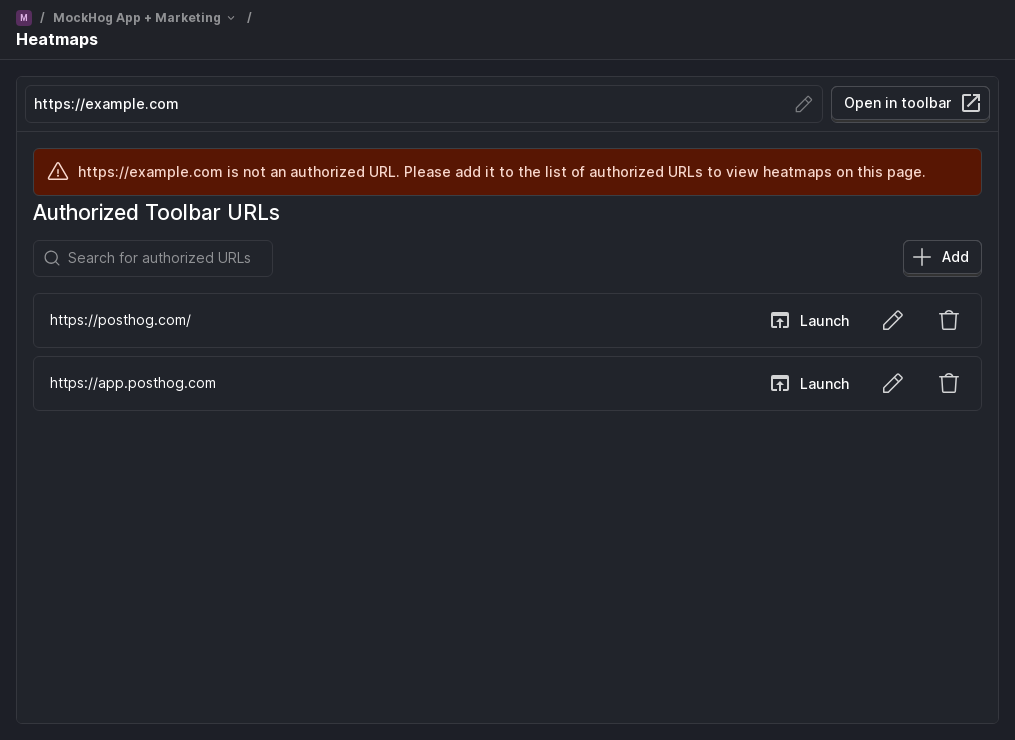 M / MockHog App + Marketing /
Heatmaps
https://example.com
Open in toolbar
https://example.com is not an authorized URL. Please add it to the list of authorized URLs to view heatmaps on this page.
Authorized Toolbar URLs
Search for authorized URLs
Add
https://posthog.com/
Launch
https://app.posthog.com
Launch